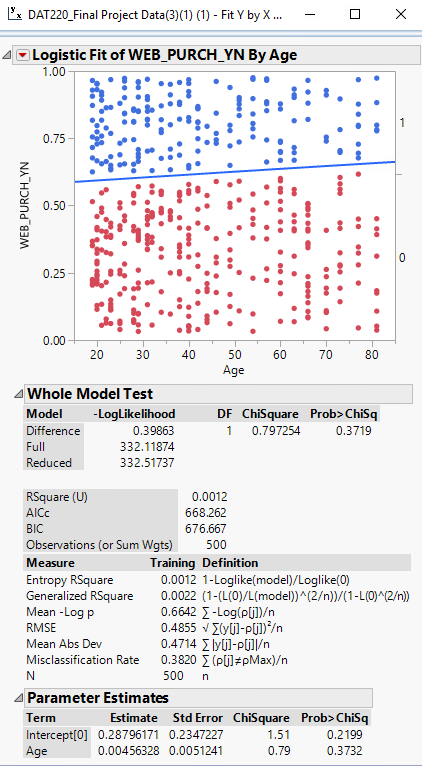 DAT220_Final Project Data(3)(1) (1) - Fit Y by X ...
Logistic Fit of WEB_PURCH_YN By Age
1.00
0.75
0.50
0.25
0.00
WEB_PURCH_YN
1
0
20 30 40 50 60 70 80
Age
Whole Model Test
Model -LogLikelihood DF ChiSquare Prob>ChiSq
Difference 0.39863 1 0.797254 0.3719
Full 332.11874
Reduced 332.51737
RSquare (U) 0.0012
AICc 668.262
BIC 676.667
Observations (or Sum Wgts) 500
Measure Training Definition
Entropy RSquare 0.0012 1-Loglike(model)/Loglike(0)
Generalized RSquare 0.0022 (1-(L(0)/L(model))^(2/n))/(1-L(0)^(2/n))
Mean -Log p 0.6642 ∑ -Log(ρ[j])/n
RMSE 0.4855 √ ∑(y[j]-ρ[j])²/n
Mean Abs Dev 0.4714 ∑ |y[j]-ρ[j]|/n
Misclassification Rate 0.3820 ∑ (ρ[j]≠ρMax)/n
N 500 n
Parameter Estimates
Term Estimate Std Error ChiSquare Prob>ChiSq
Intercept[0] 0.28796171 0.2347227 1.51 0.2199
Age 0.00456328 0.0051241 0.79 0.3732